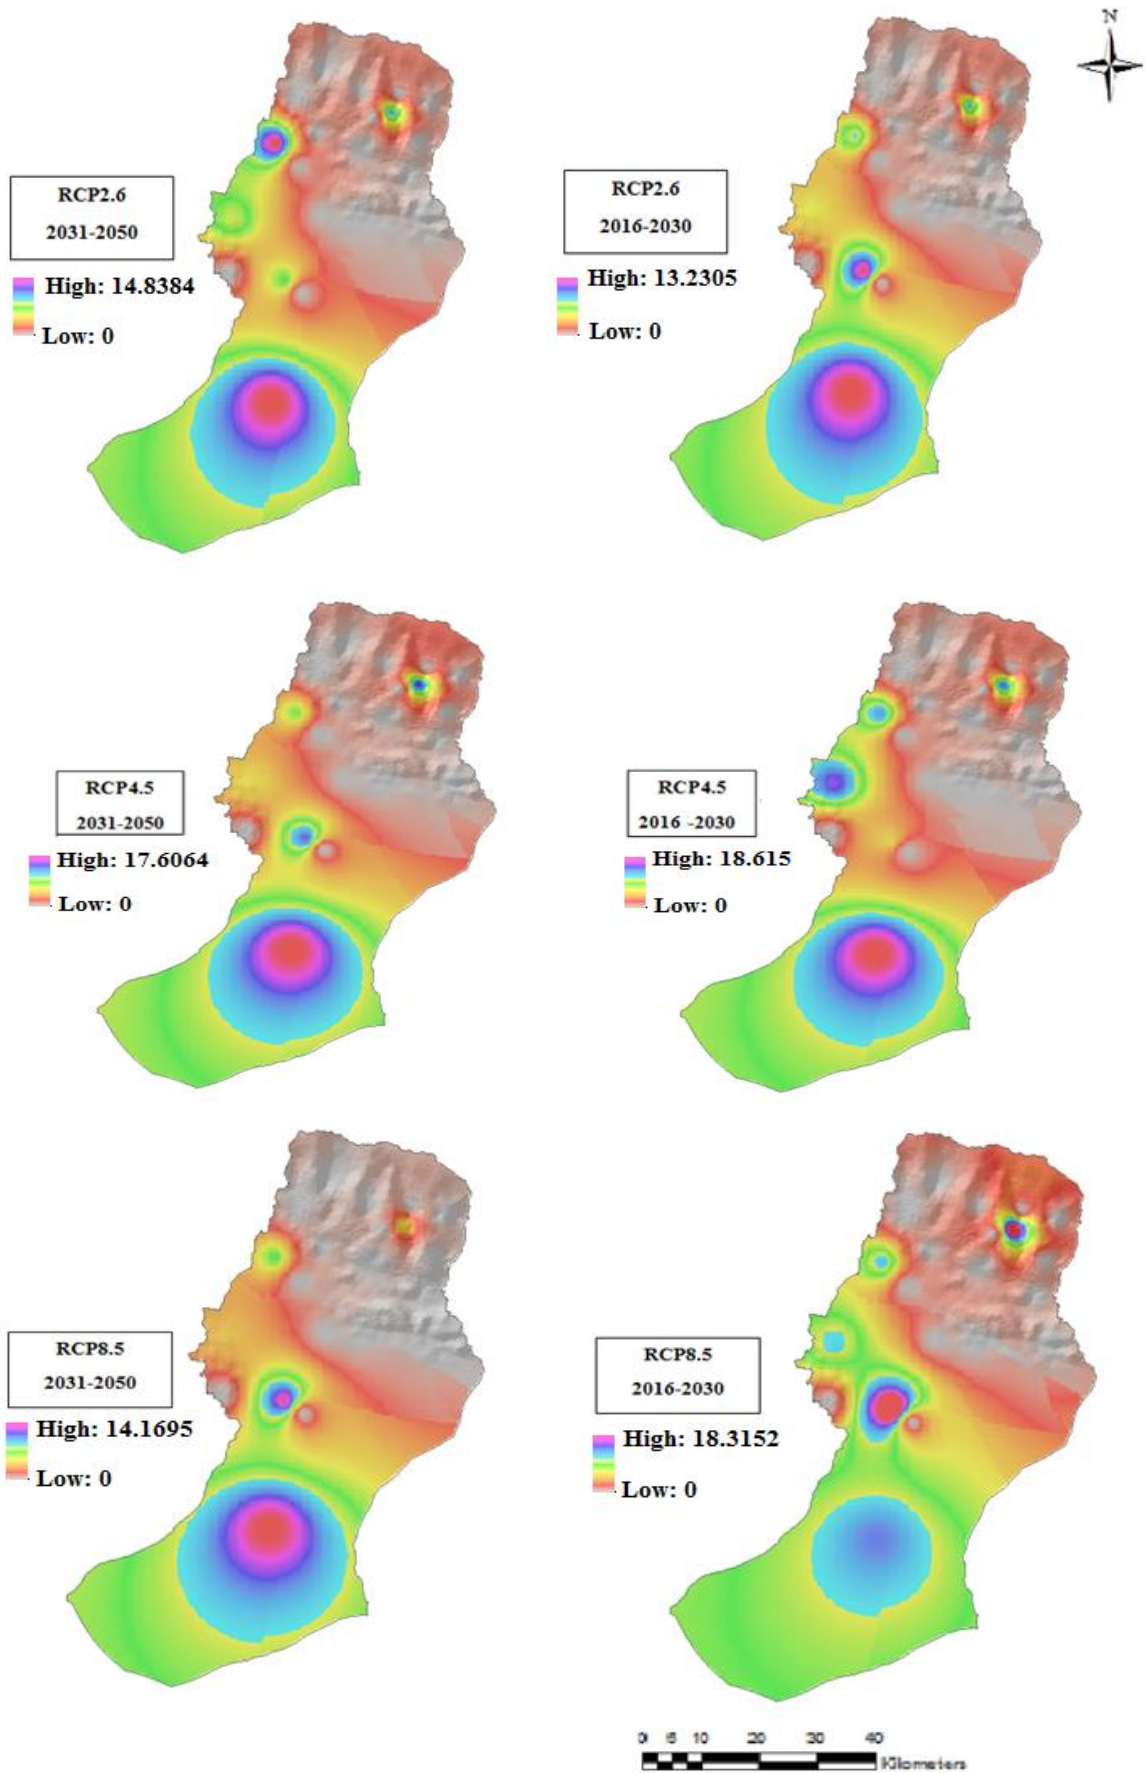 N
RCP2.6
2031-2050
High: 14.8384
Low: 0
RCP2.6
2016-2030
High: 13.2305
Low: 0
RCP4.5
2031-2050
High: 17.6064
Low: 0
RCP4.5
2016 -2030
High: 18.615
Low: 0
RCP8.5
2031-2050
High: 14.1695
Low: 0
RCP8.5
2016-2030
High: 18.3152
Low: 0
0 5 10 20 30 40
Kilometers